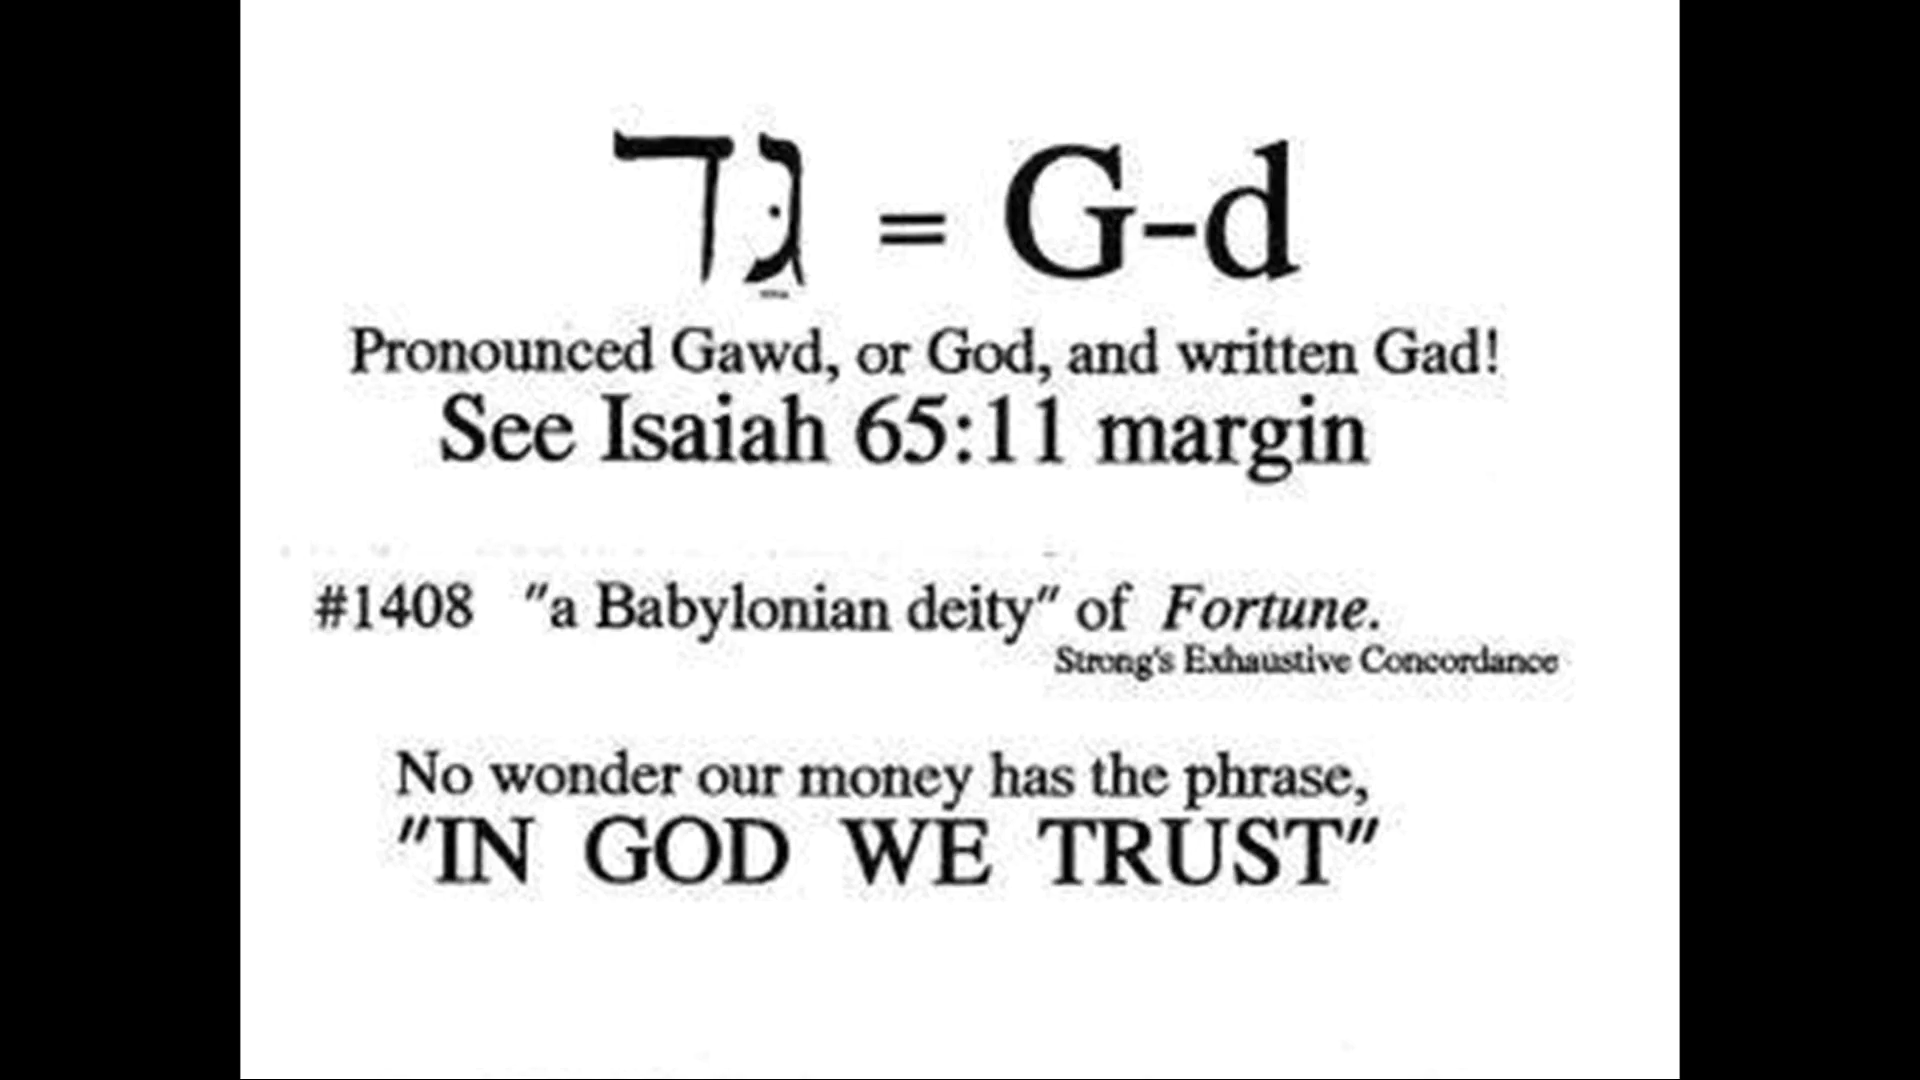 גַּד = G-d
Pronounced Gawd, or God, and written Gad!
See Isaiah 65:11 margin
#1408 "a Babylonian deity" of Fortune.
Strong's Exhaustive Concordance
No wonder our money has the phrase,
"IN GOD WE TRUST"